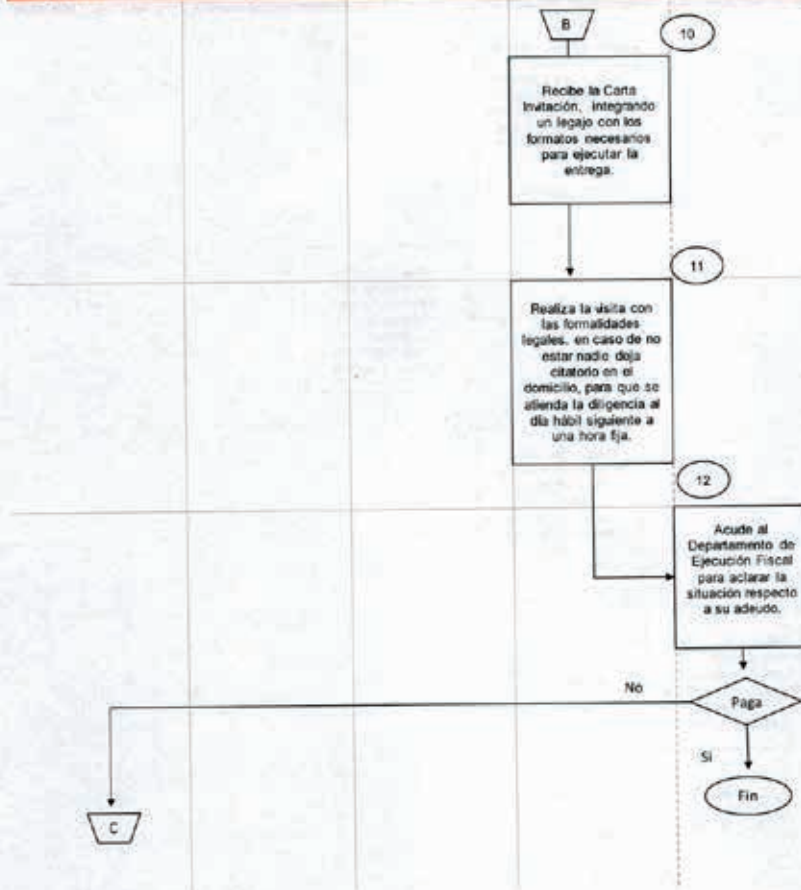 B
10
Recibe la Carta
Invitación, integrando
un legajo con los
formatos necesarios
para ejecutar la
entrega.
11
Realiza la visita con
las formalidades
legales, en caso de no
estar nadie deja
citatorio en el
domicilio, para que se
atienda la diligencia al
día hábil siguiente a
una hora fija.
12
Acude al
Departamento de
Ejecución Fiscal
para aclarar la
situación respecto
a su adeudo.
No
Paga
Si
Fin
C